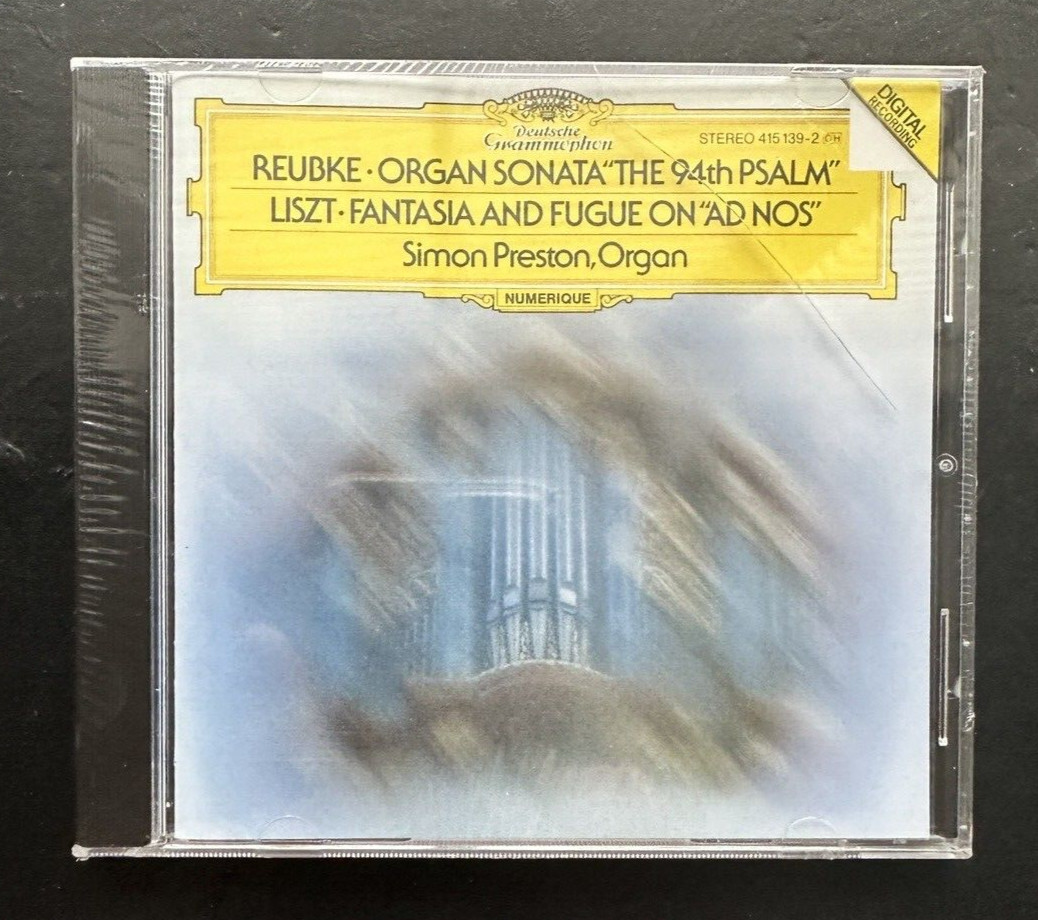 DIGITAL
RECORDING
Deutsche
Grammophon
STEREO 415 139-2 GH
REUBKE · ORGAN SONATA “THE 94th PSALM”
LISZT · FANTASIA AND FUGUE ON “AD NOS”
Simon Preston, Organ
NUMERIQUE